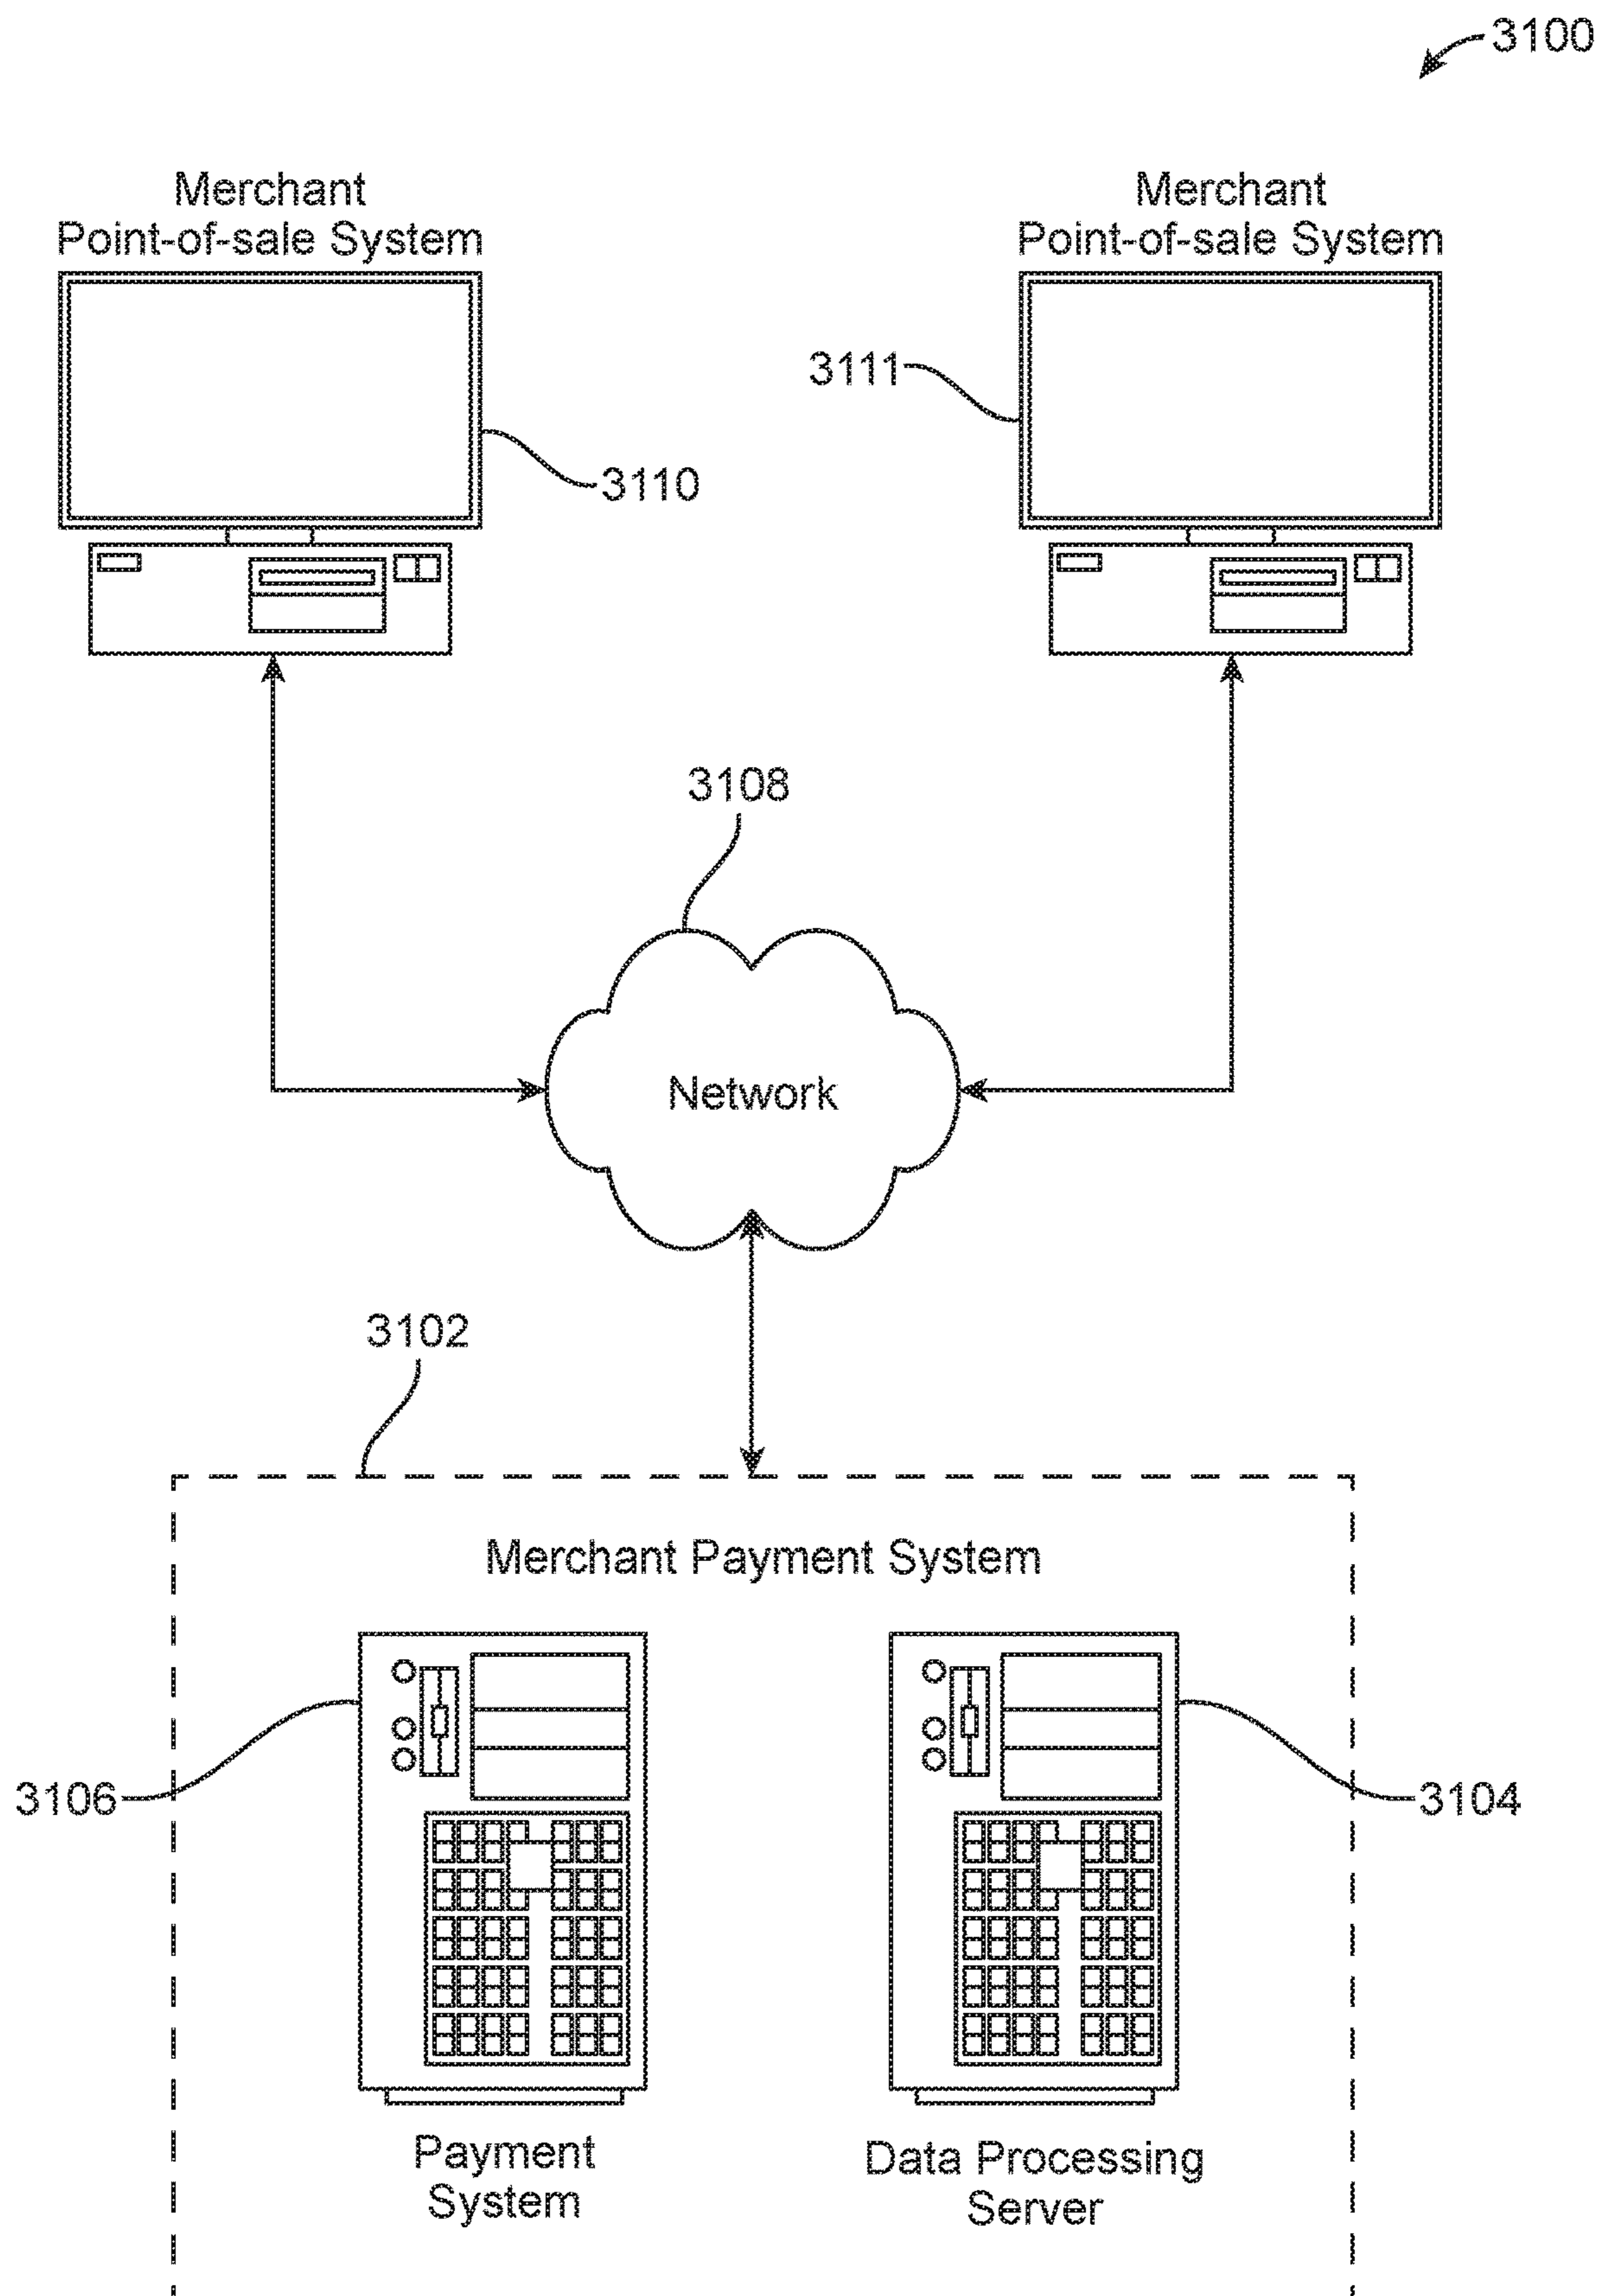 3100
Merchant
Point-of-sale System
Merchant
Point-of-sale System
3111
3110
3108
Network
3102
Merchant Payment System
3106
3104
Payment
System
Data Processing
Server